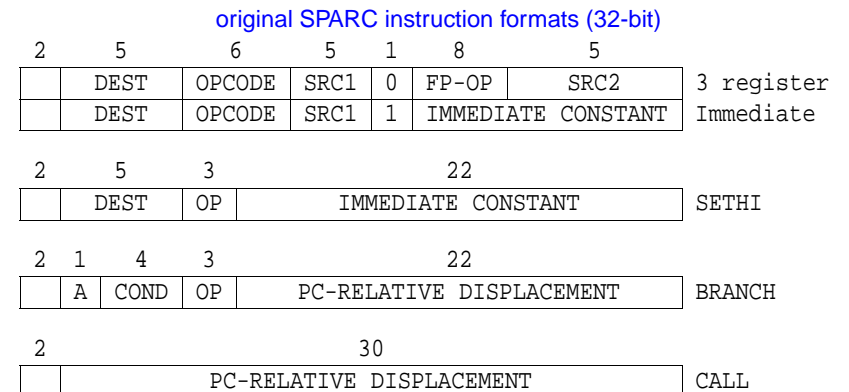 original SPARC instruction formats (32-bit)
2 5 6 5 1 8 5
DEST OPCODE SRC1 0 FP-OP SRC2 3 register
DEST OPCODE SRC1 1 IMMEDIATE CONSTANT Immediate
2 5 3 22
DEST OP IMMEDIATE CONSTANT SETHI
2 1 4 3 22
A COND OP PC-RELATIVE DISPLACEMENT BRANCH
2 30
PC-RELATIVE DISPLACEMENT CALL